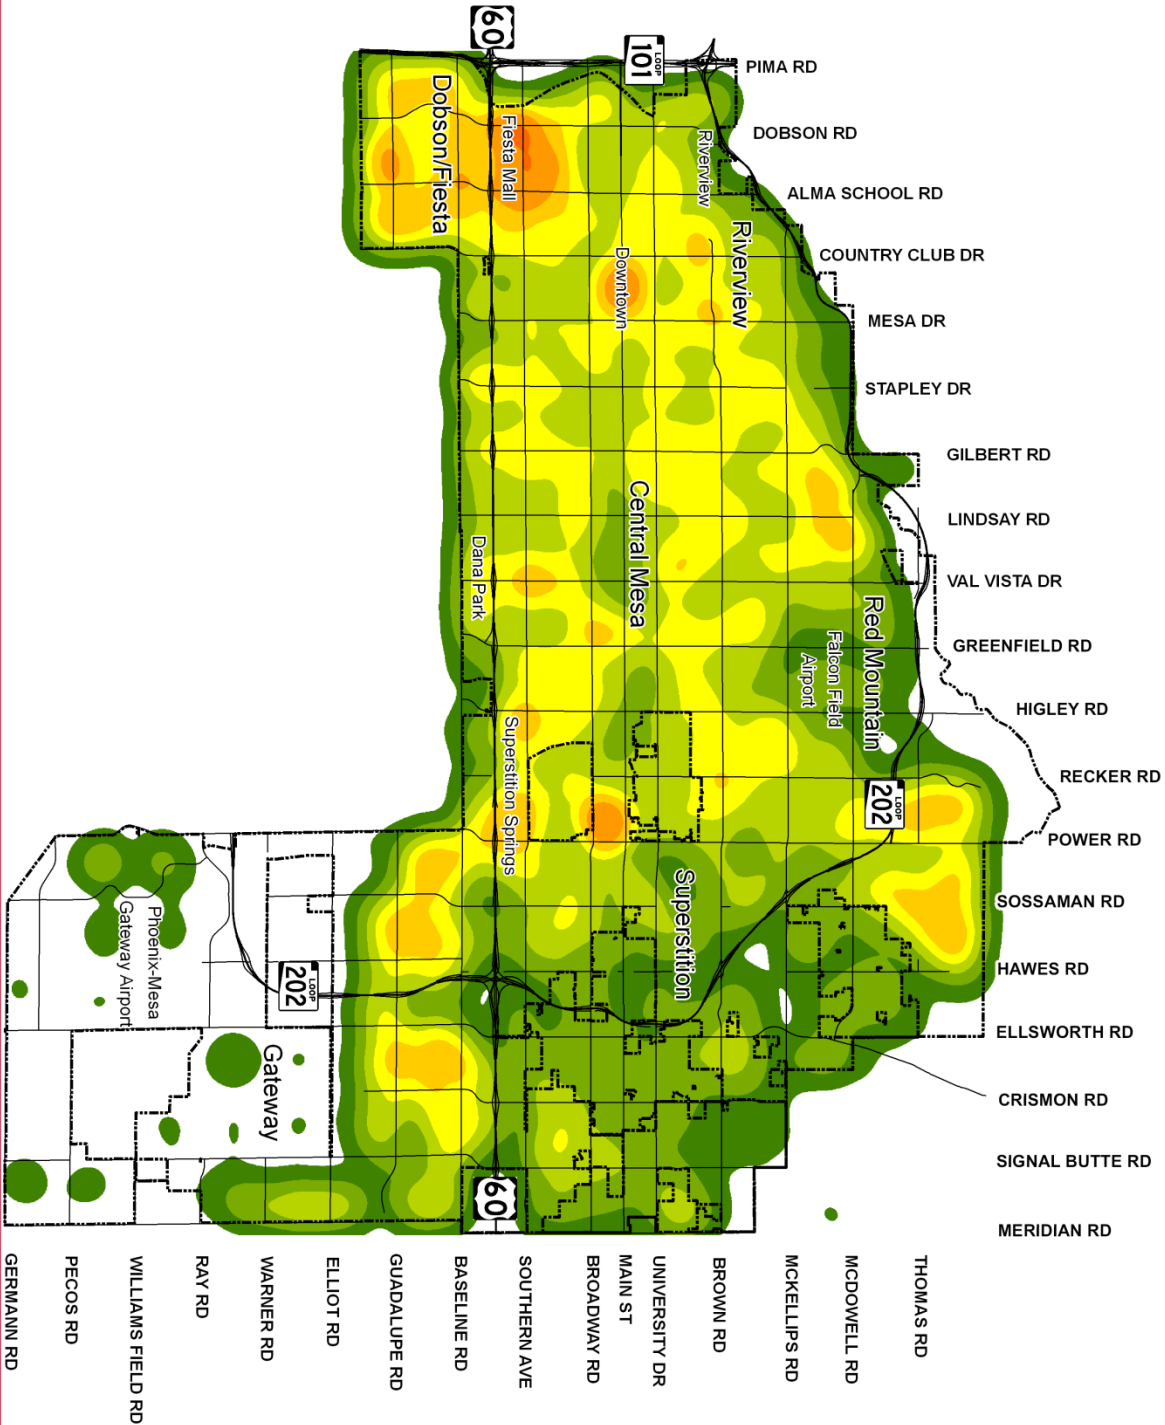 60
LOOP
101
PIMA RD
DOBSON RD
ALMA SCHOOL RD
COUNTRY CLUB DR
MESA DR
STAPLEY DR
GILBERT RD
LINDSAY RD
VAL VISTA DR
GREENFIELD RD
HIGLEY RD
RECKER RD
POWER RD
SOSSAMAN RD
HAWES RD
ELLSWORTH RD
CRISMON RD
SIGNAL BUTTE RD
MERIDIAN RD
Dobson/Fiesta
Fiesta Mall
Riverview
Riverview
Downtown
Central Mesa
Dana Park
Red Mountain
Falcon Field
Airport
Superstition Springs
LOOP
202
Superstition
Phoenix-Mesa
Gateway Airport
LOOP
202
Gateway
60
GERMANN RD
PECOS RD
WILLIAMS FIELD RD
RAY RD
WARNER RD
ELLIOT RD
GUADALUPE RD
BASELINE RD
SOUTHERN AVE
BROADWAY RD
MAIN ST
UNIVERSITY DR
BROWN RD
MCKELLIPS RD
MCDOWELL RD
THOMAS RD